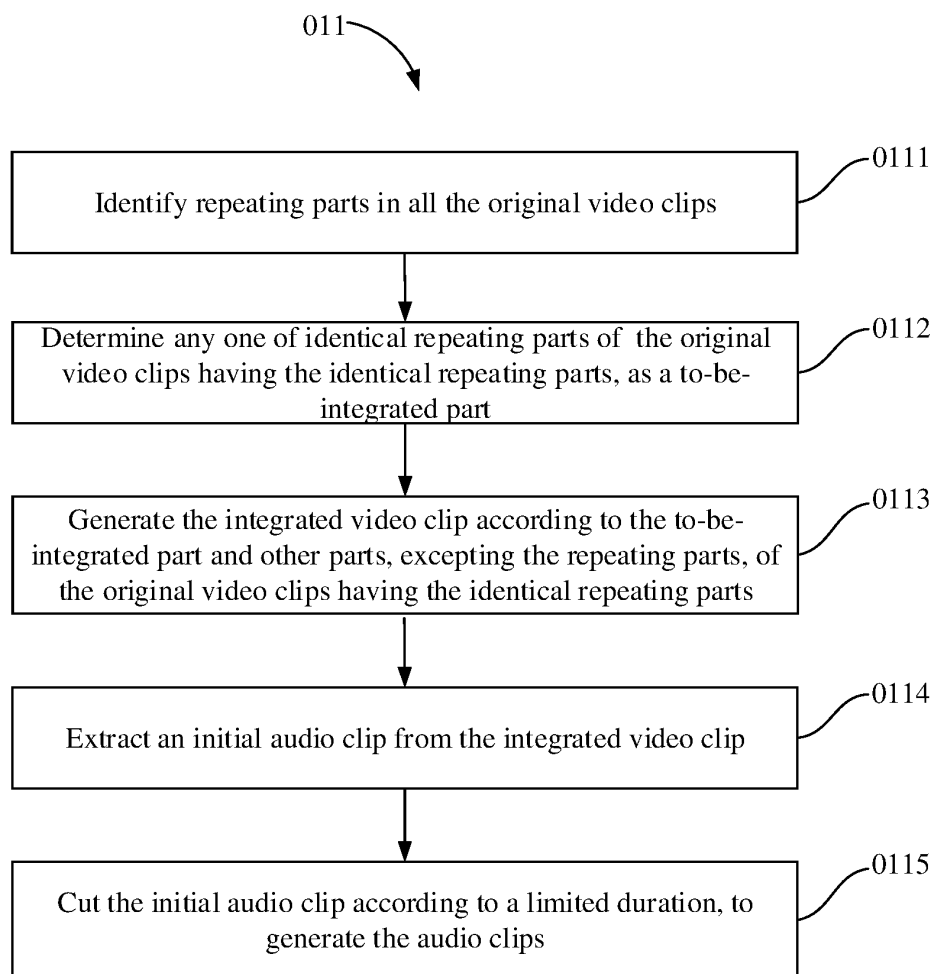 011
0111
Identify repeating parts in all the original video clips
0112
Determine any one of identical repeating parts of the original
video clips having the identical repeating parts, as a to-be-
integrated part
0113
Generate the integrated video clip according to the to-be-
integrated part and other parts, excepting the repeating parts, of
the original video clips having the identical repeating parts
0114
Extract an initial audio clip from the integrated video clip
0115
Cut the initial audio clip according to a limited duration, to
generate the audio clips